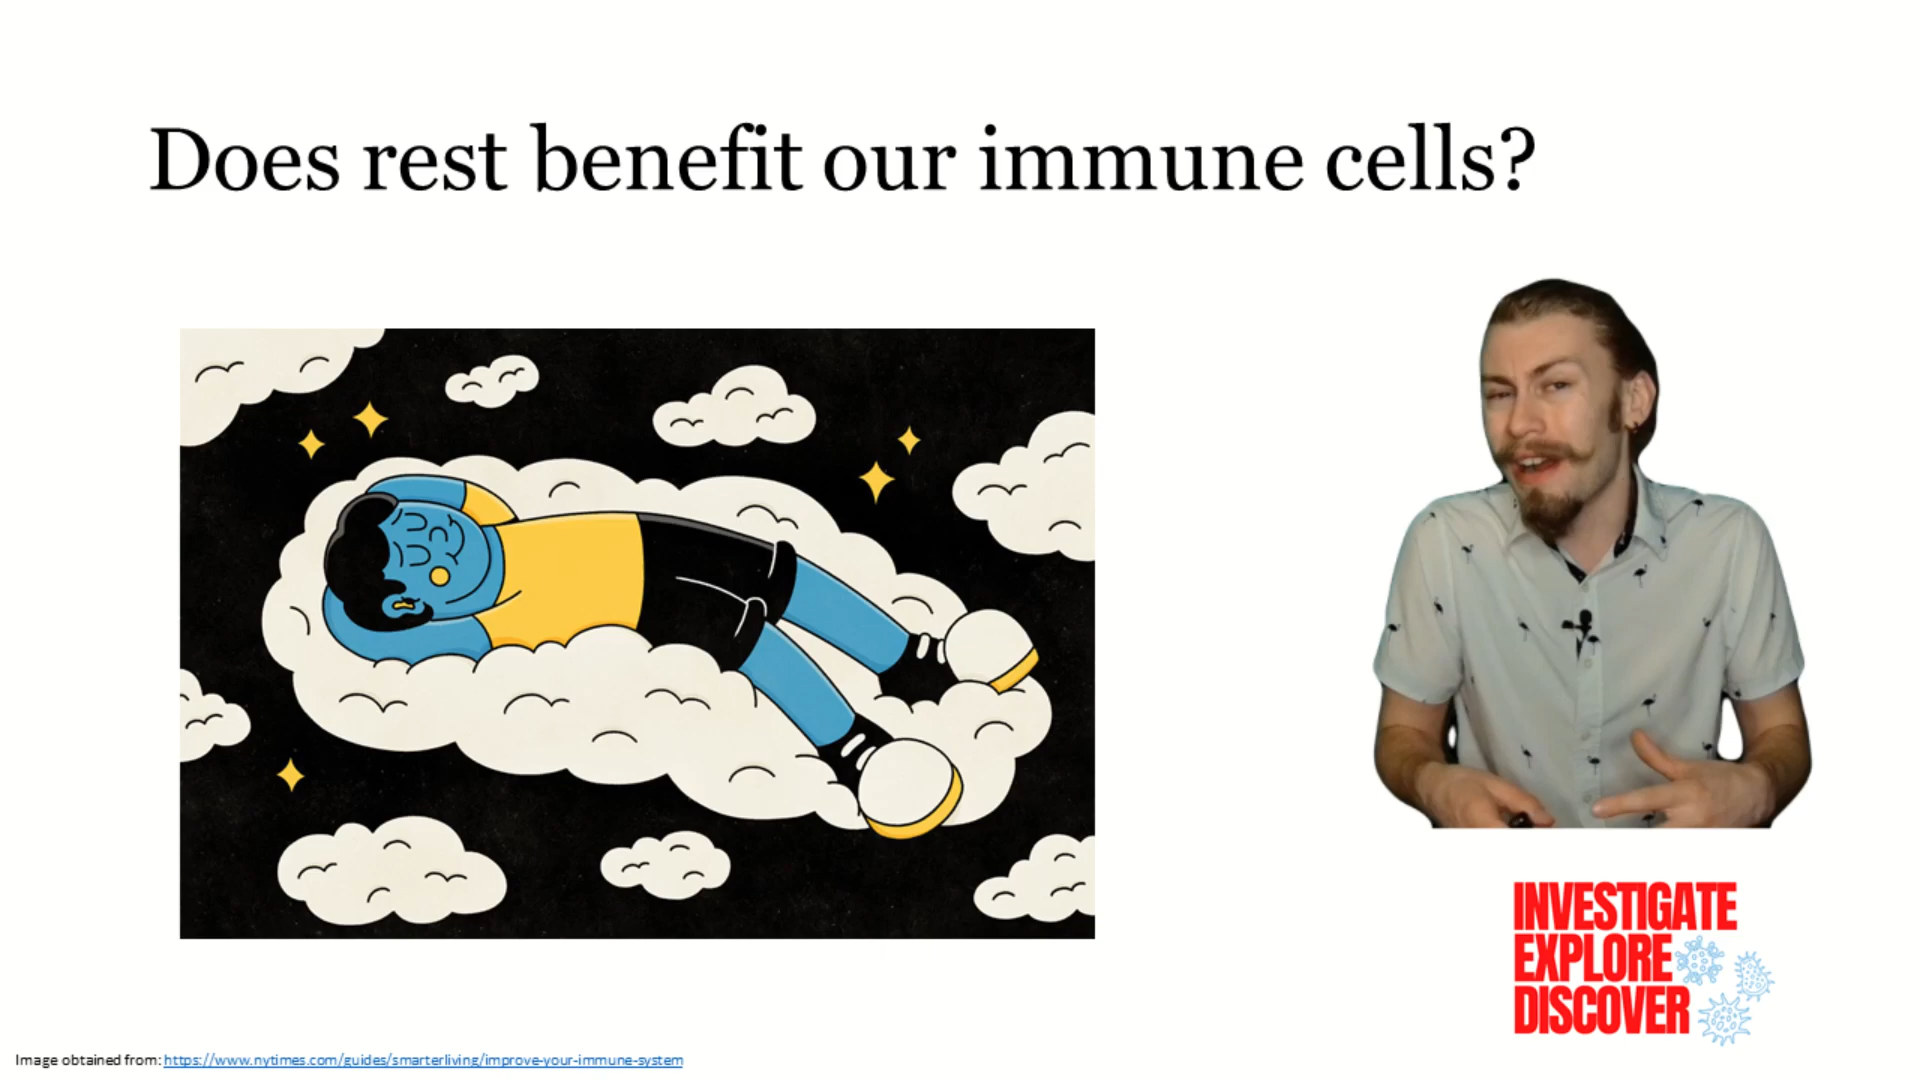 Does rest benefit our immune cells?
INVESTIGATE
EXPLORE
DISCOVER
Image obtained from: https://www.nytimes.com/guides/smarterliving/improve-your-immune-system